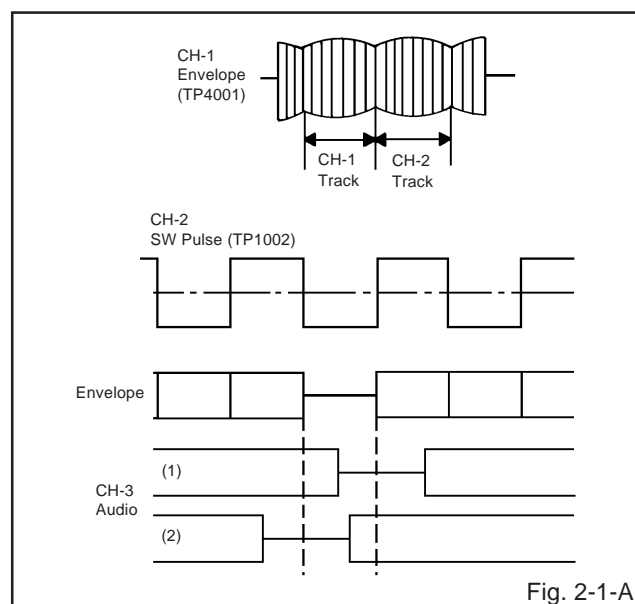 CH-1
Envelope
(TP4001)
CH-1
Track
CH-2
Track
CH-2
SW Pulse (TP1002)
Envelope
(1)
CH-3
Audio
(2)
Fig. 2-1-A